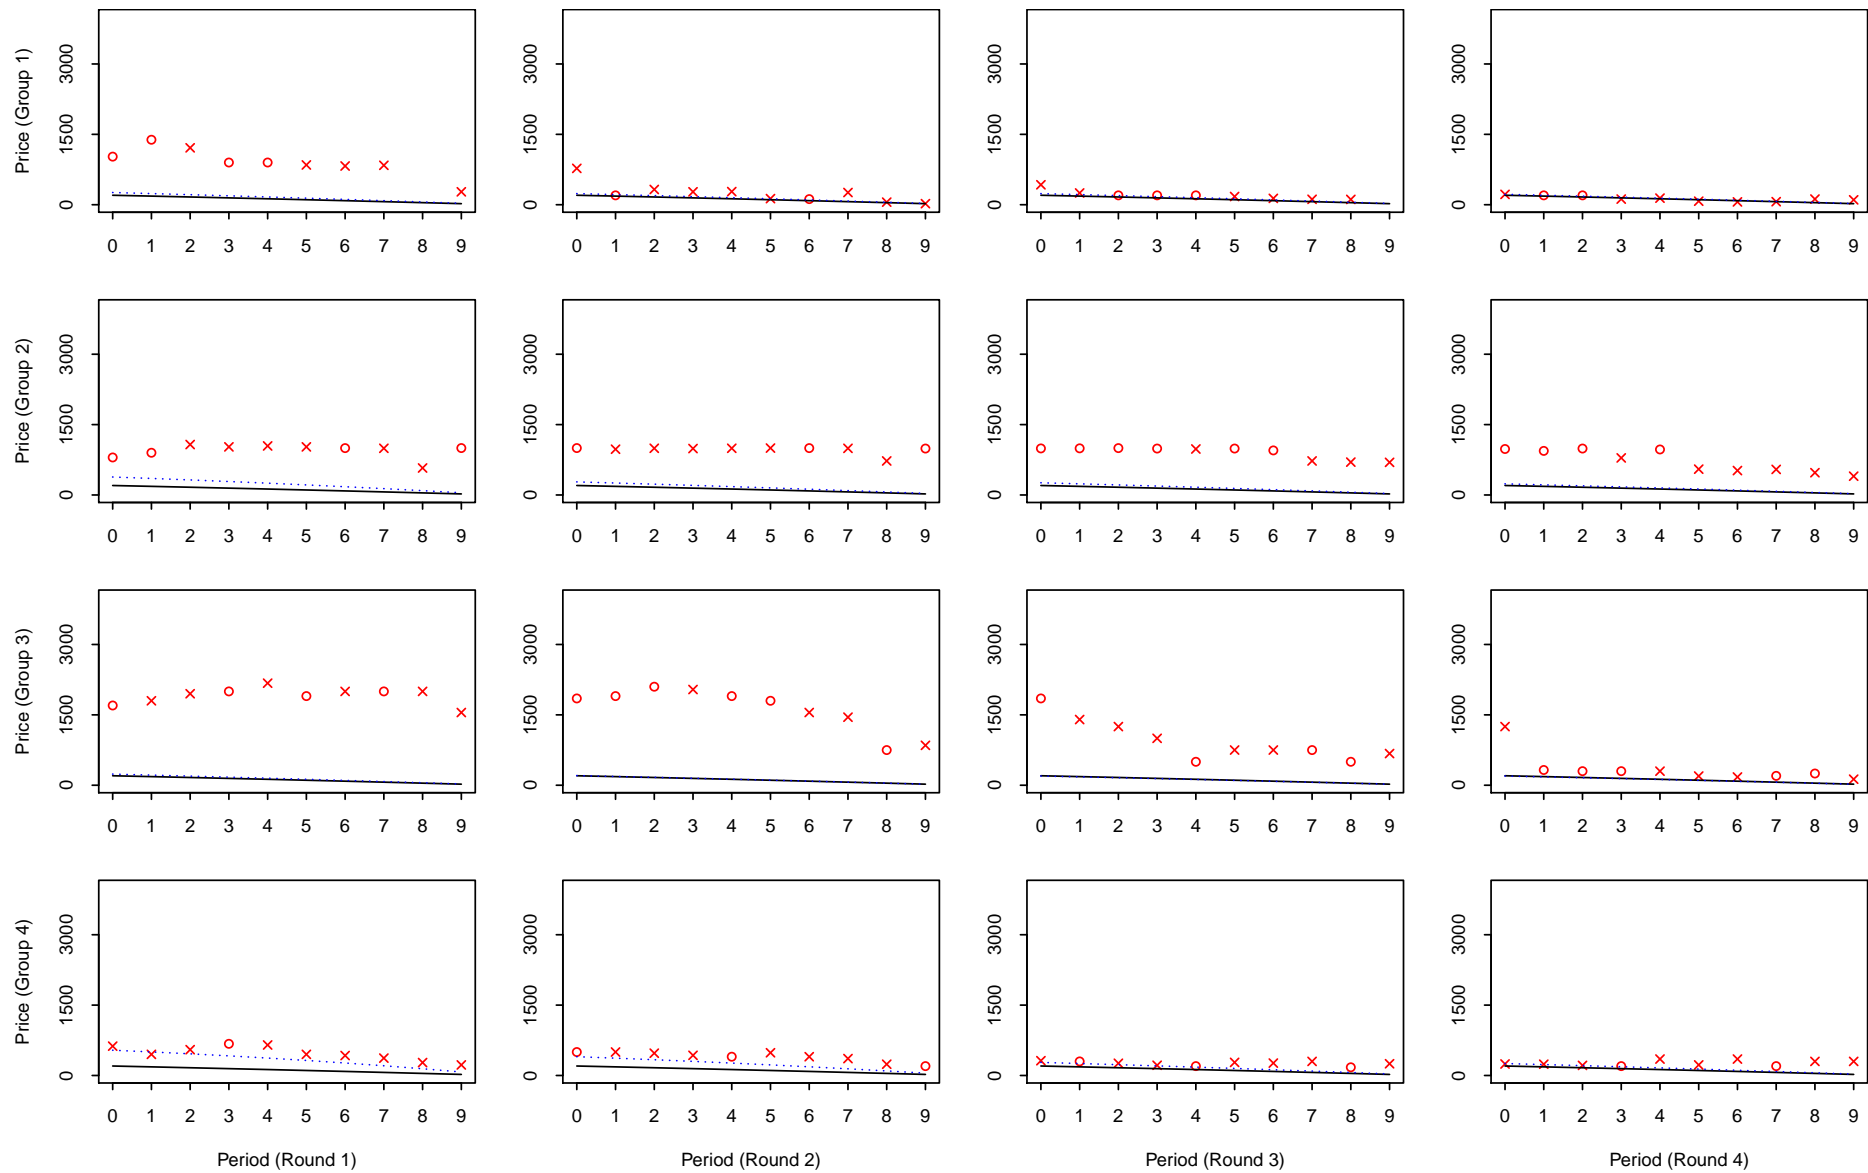 Price (Group 1)
0 1500 3000
0 1 2 3 4 5 6 7 8 9
0 1500 3000
0 1 2 3 4 5 6 7 8 9
0 1500 3000
0 1 2 3 4 5 6 7 8 9
0 1500 3000
0 1 2 3 4 5 6 7 8 9
Price (Group 2)
0 1500 3000
0 1 2 3 4 5 6 7 8 9
0 1500 3000
0 1 2 3 4 5 6 7 8 9
0 1500 3000
0 1 2 3 4 5 6 7 8 9
0 1500 3000
0 1 2 3 4 5 6 7 8 9
Price (Group 3)
0 1500 3000
0 1 2 3 4 5 6 7 8 9
0 1500 3000
0 1 2 3 4 5 6 7 8 9
0 1500 3000
0 1 2 3 4 5 6 7 8 9
0 1500 3000
0 1 2 3 4 5 6 7 8 9
Price (Group 4)
0 1500 3000
0 1 2 3 4 5 6 7 8 9
Period (Round 1)
0 1500 3000
0 1 2 3 4 5 6 7 8 9
Period (Round 2)
0 1500 3000
0 1 2 3 4 5 6 7 8 9
Period (Round 3)
0 1500 3000
0 1 2 3 4 5 6 7 8 9
Period (Round 4)